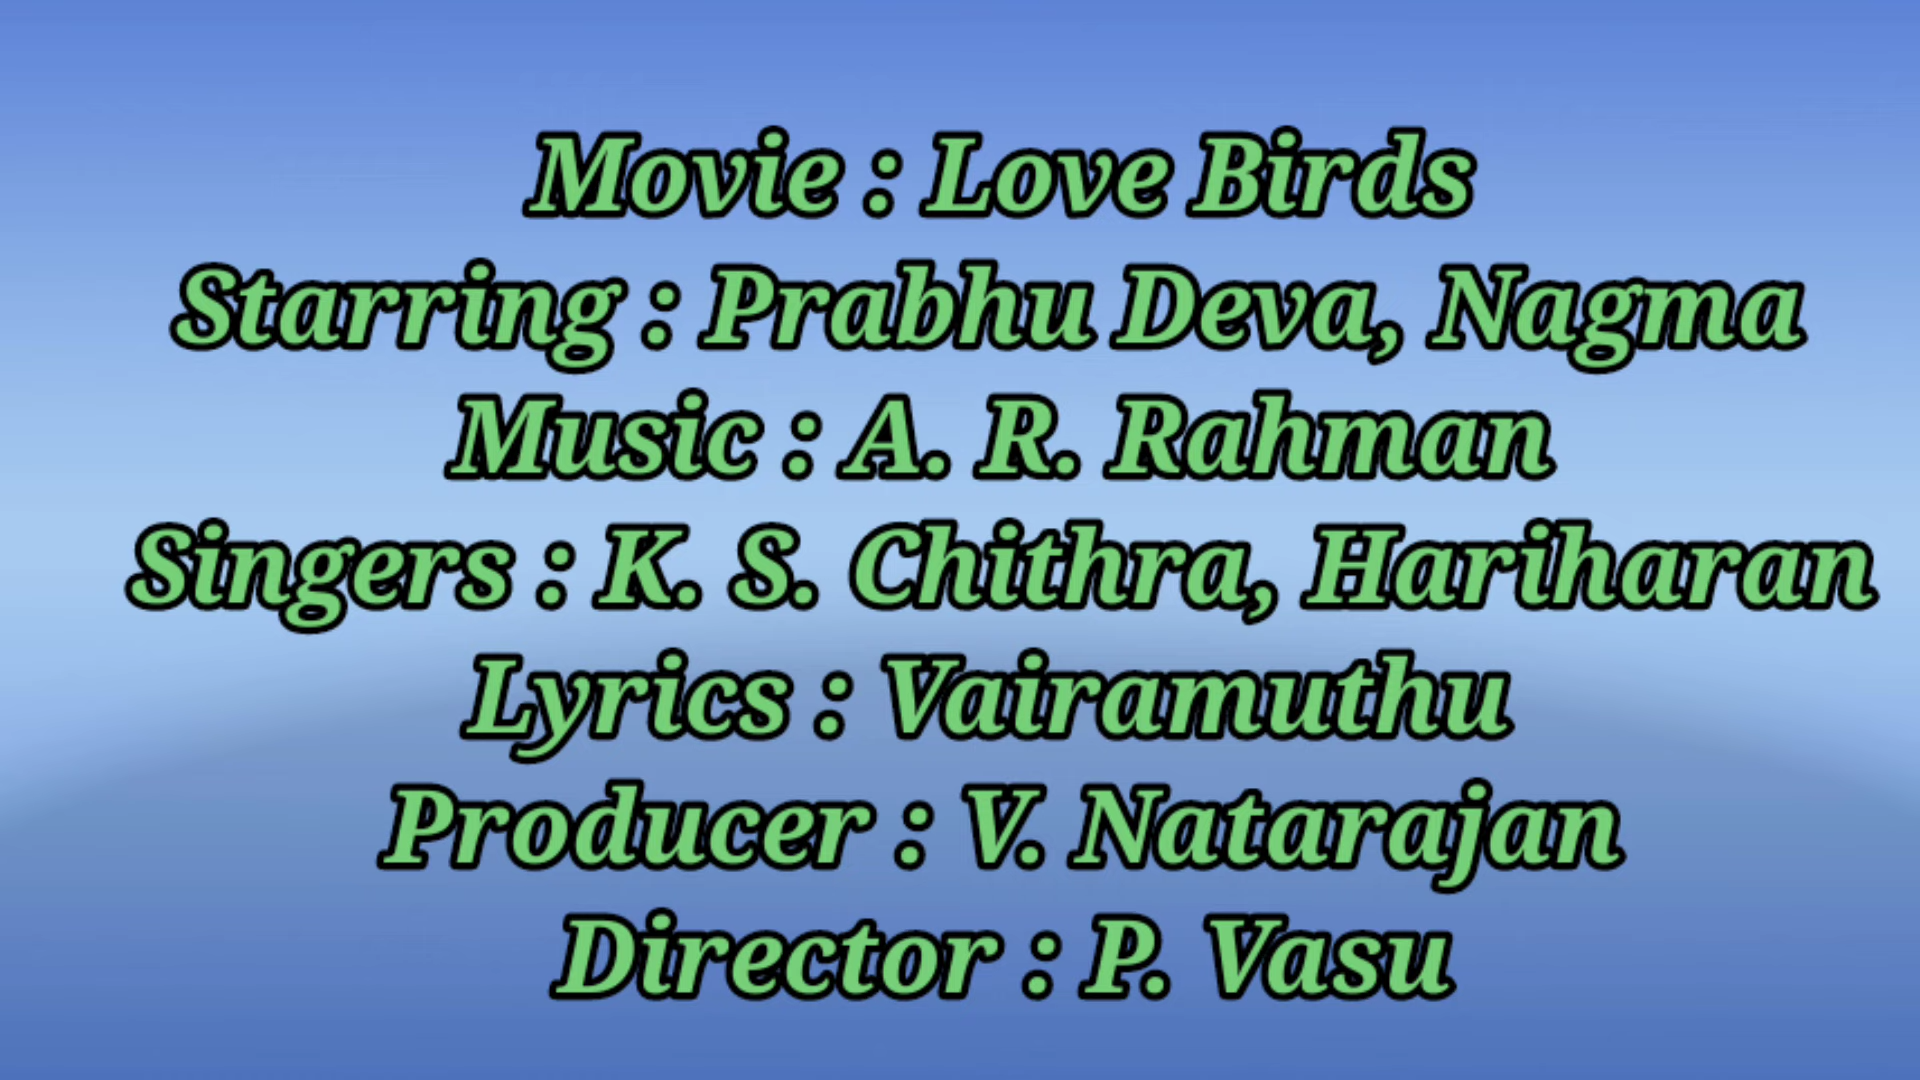 Movie : Love Birds
Starring : Prabhu Deva, Nagma
Music : A. R. Rahman
Singers : K. S. Chithra, Hariharan
Lyrics : Vairamuthu
Producer : V. Natarajan
Director : P. Vasu